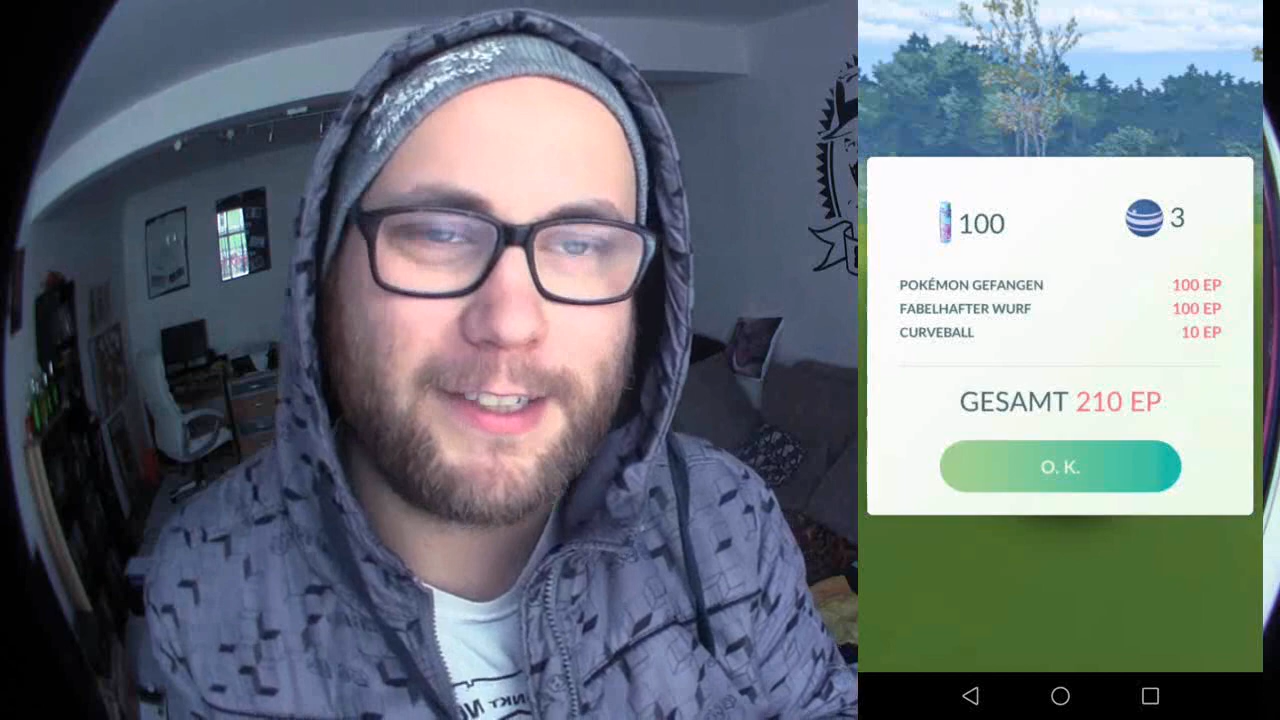 100
3
POKÉMON GEFANGEN 100 EP
FABELHAFTER WURF 100 EP
CURVEBALL 10 EP
GESAMT 210 EP
O. K.